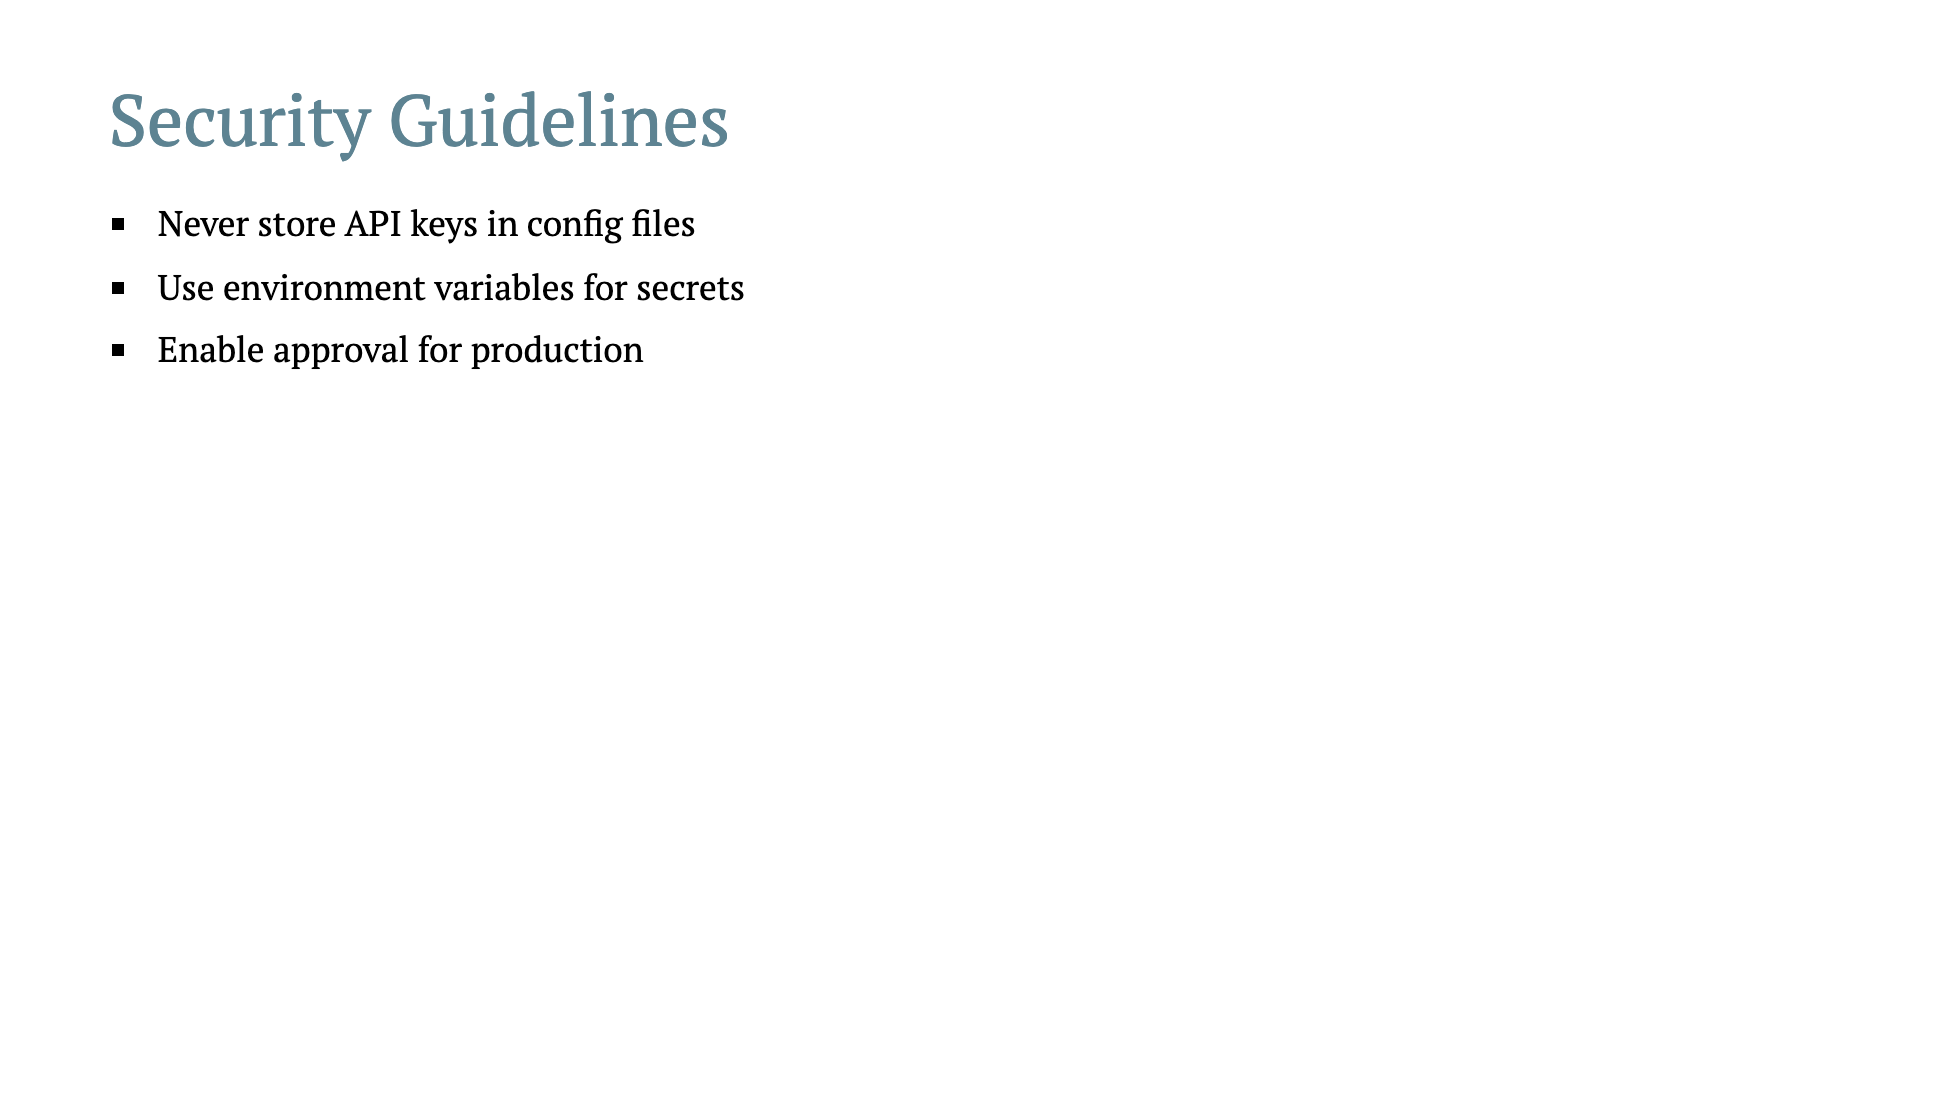 Security Guidelines
▪ Never store API keys in config files
▪ Use environment variables for secrets
▪ Enable approval for production